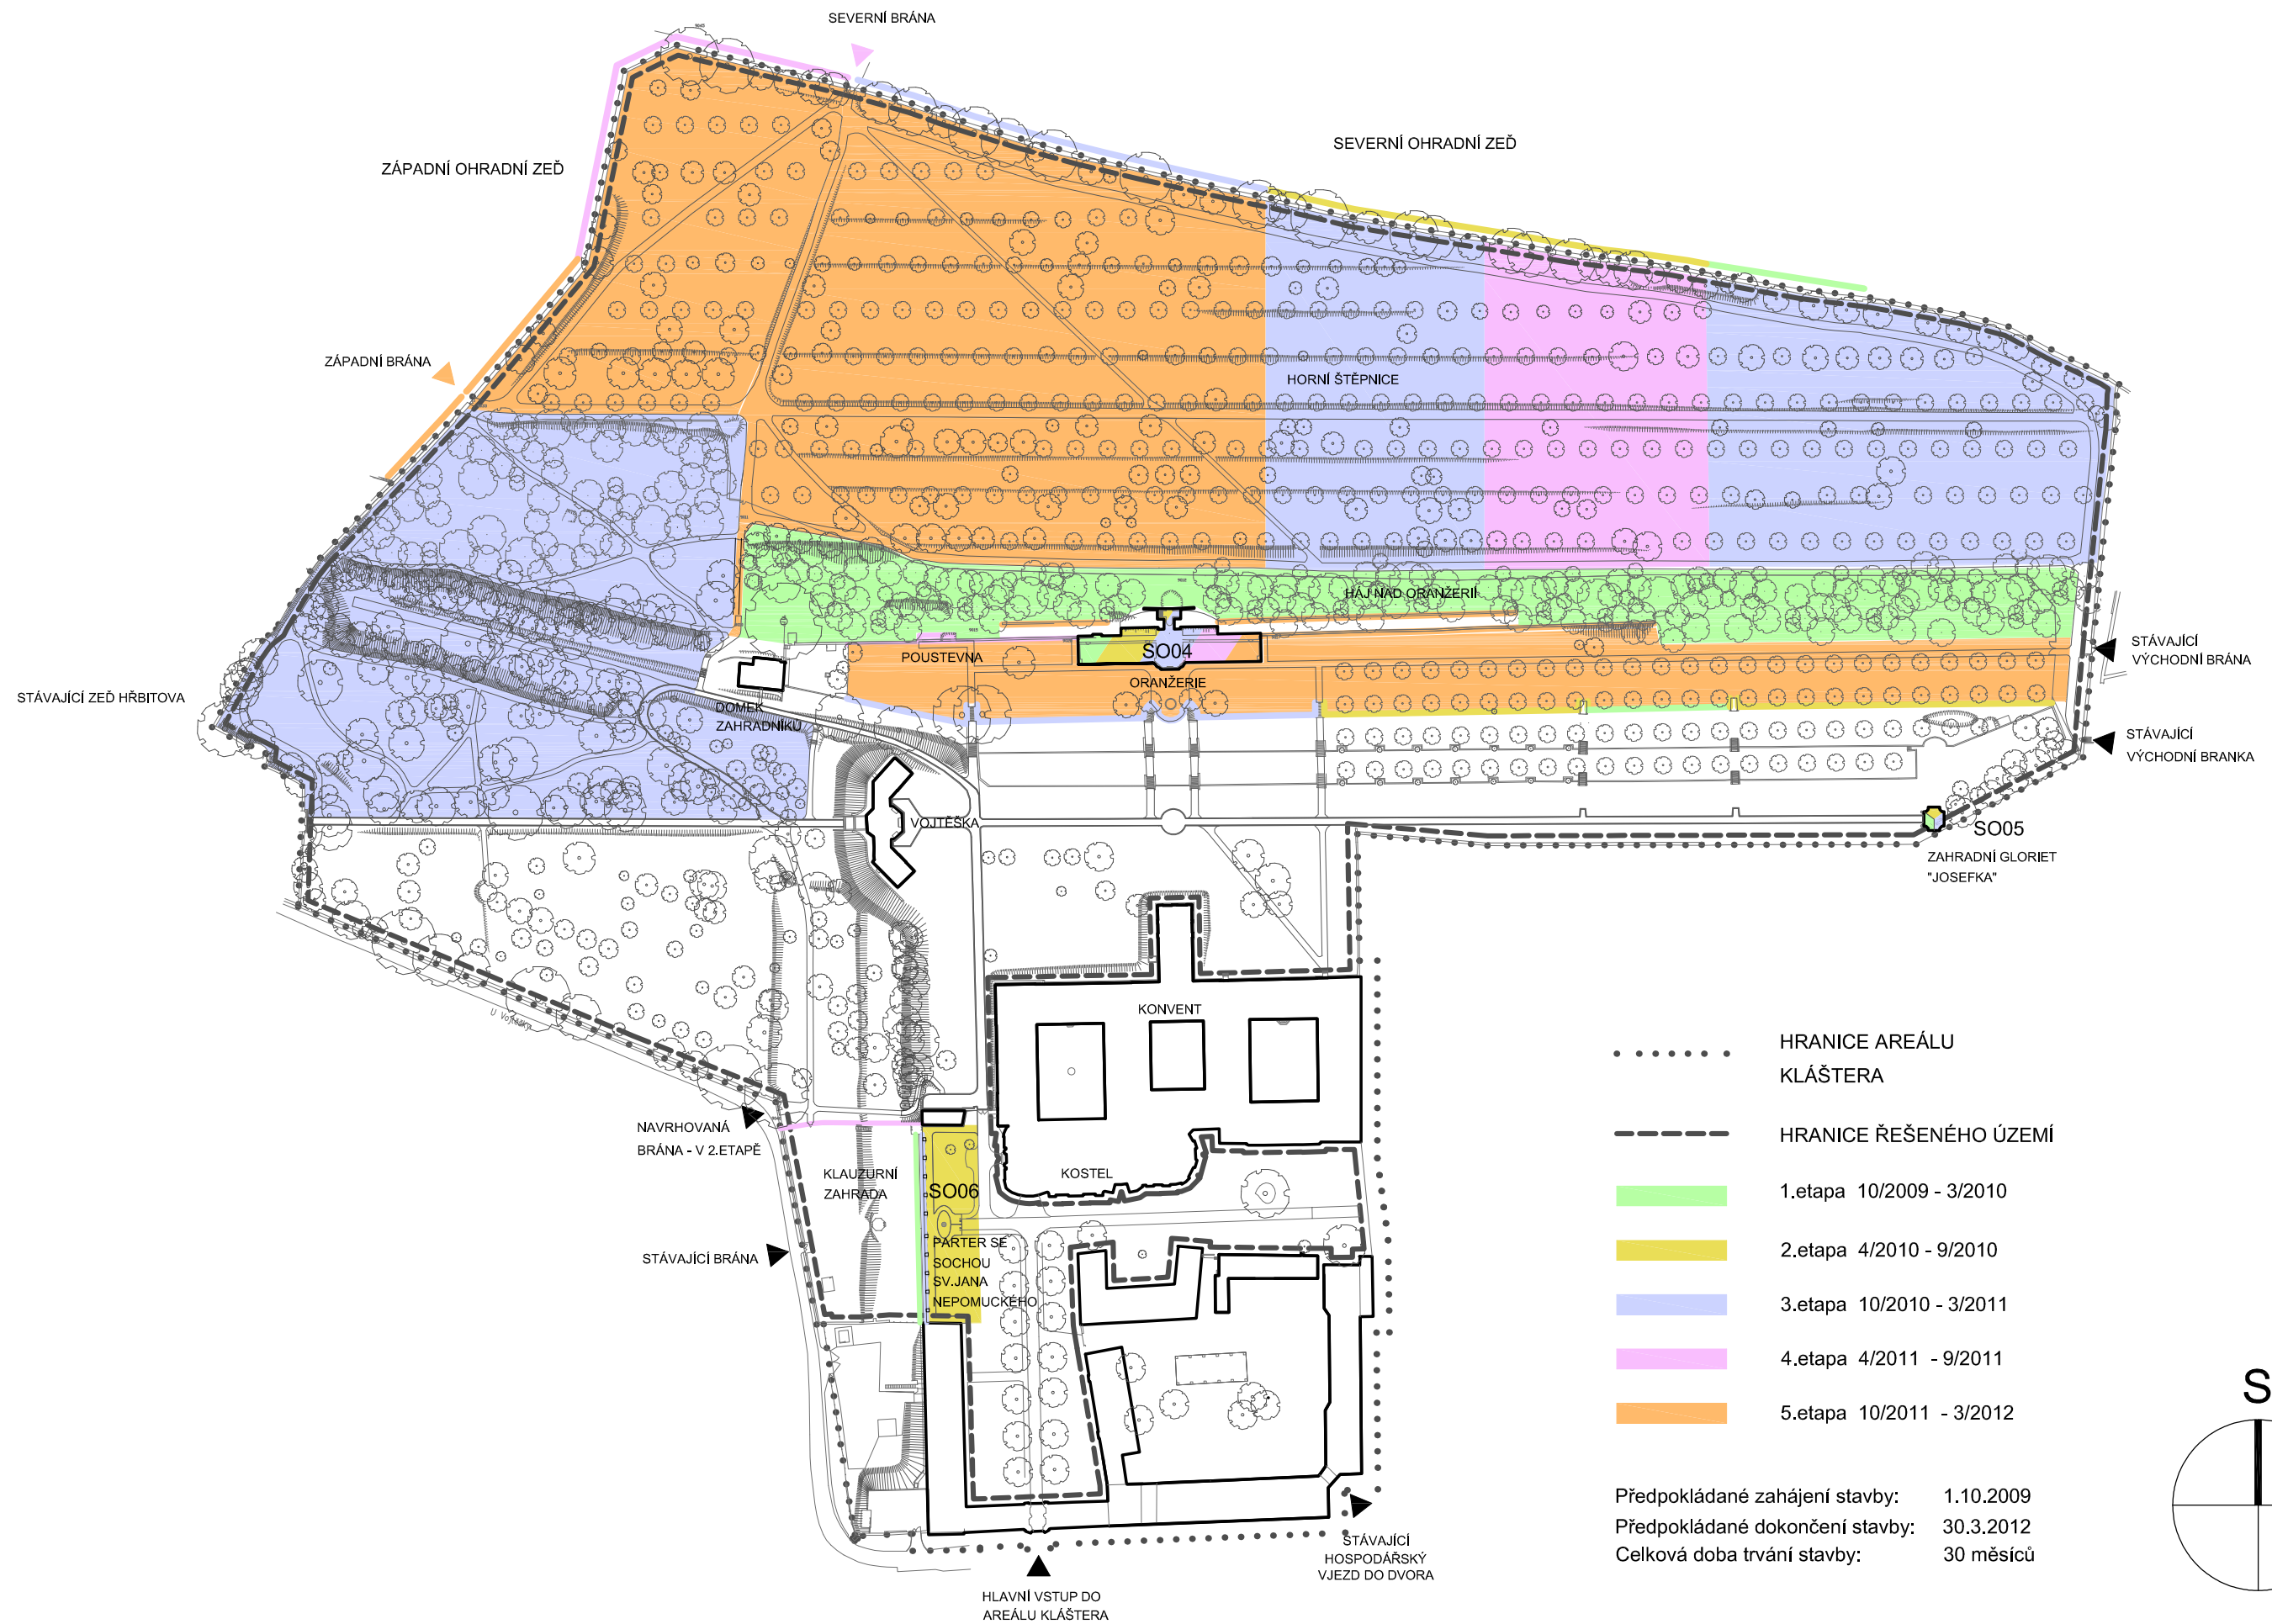 SEVERNÍ BRÁNA
SEVERNÍ OHRADNÍ ZEĎ
ZÁPADNÍ OHRADNÍ ZEĎ
ZÁPADNÍ BRÁNA
HORNÍ ŠTĚPNICE
HÁJ NAD ORANŽERIÍ
STÁVAJÍCÍ
VÝCHODNÍ BRÁNA
POUSTEVNA
SO04
ORANŽERIE
STÁVAJÍCÍ ZEĎ HŘBITOVA
DOMEK
ZAHRADNÍKŮ
STÁVAJÍCÍ
VÝCHODNÍ BRANKA
VOJTĚŠKA
SO05
ZAHRADNÍ GLORIET
"JOSEFKA"
U Vojtěšky
KONVENT
NAVRHOVANÁ
BRÁNA - V 2.ETAPĚ
KLAUZURNÍ
ZAHRADA
KOSTEL
SO06
PARTER SE
SOCHOU
SV.JANA
NEPOMUCKÉHO
STÁVAJÍCÍ BRÁNA
HRANICE AREÁLU
KLÁŠTERA
HRANICE ŘEŠENÉHO ÚZEMÍ
1.etapa 10/2009 - 3/2010
2.etapa 4/2010 - 9/2010
3.etapa 10/2010 - 3/2011
4.etapa 4/2011 - 9/2011
5.etapa 10/2011 - 3/2012
S
Předpokládané zahájení stavby: 1.10.2009
Předpokládané dokončení stavby: 30.3.2012
Celková doba trvání stavby: 30 měsíců
STÁVAJÍCÍ
HOSPODÁŘSKÝ
VJEZD DO DVORA
HLAVNÍ VSTUP DO
AREÁLU KLÁŠTERA